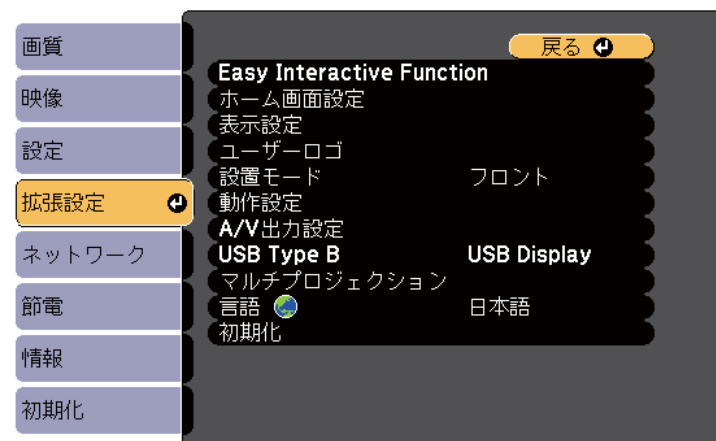 画質
映像
設定
拡張設定
ネットワーク
節電
情報
初期化
戻る
Easy Interactive Function
ホーム画面設定
表示設定
ユーザーロゴ
設置モード フロント
動作設定
A/V出力設定
USB Type B USB Display
マルチプロジェクション
言語 日本語
初期化